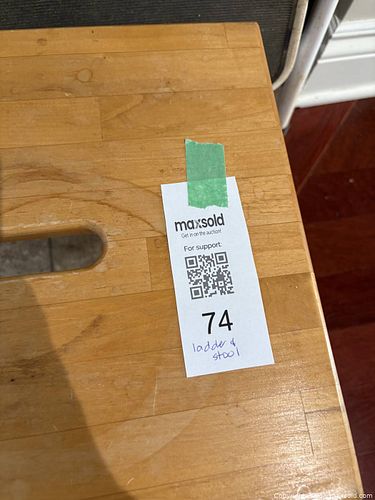 maxsold
Get in on the auction!
For support:
74
ladder &
stool